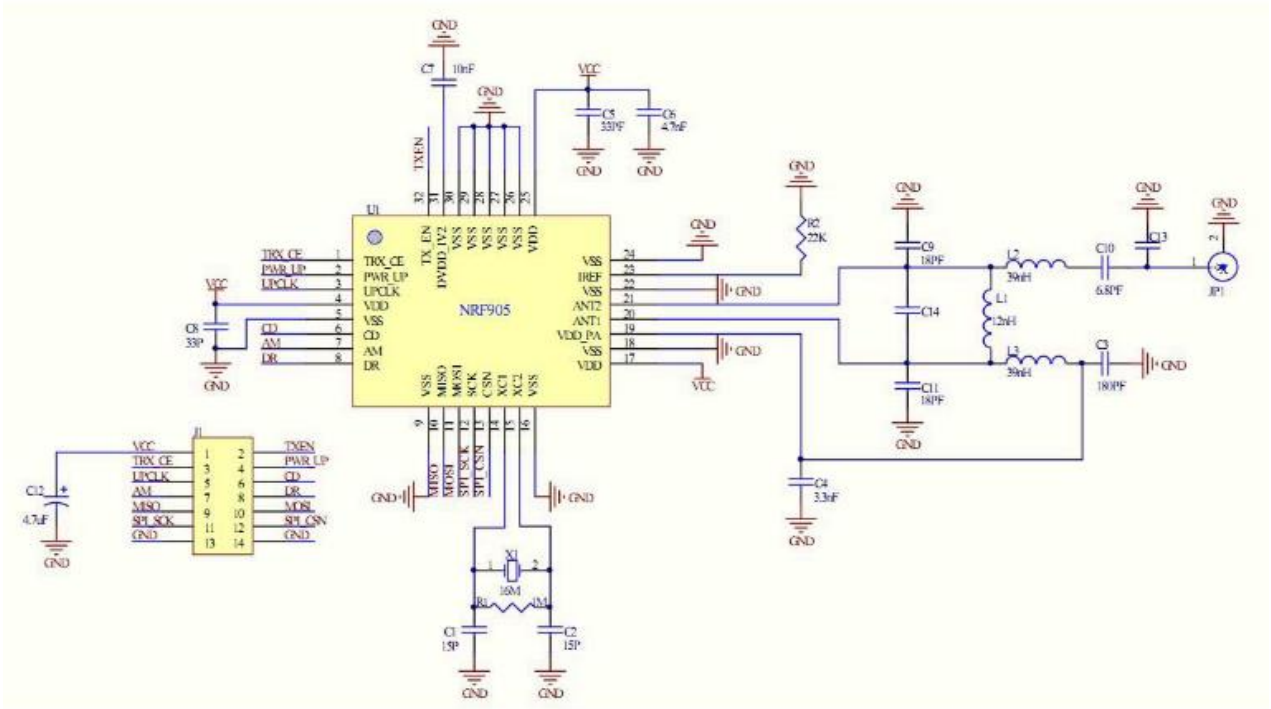 GND
C7 10nF
VCC
GND
C5
33PF
C6
4.7nF
GND
GND
TXEN
32 31 30 29 28 27 26 25
TX_EN DVDD_1V2 VSS VSS VSS VSS VSS VDD
U1
GND
R2
22K
GND
GND
GND
GND
TRX_CE 1 TRX_CE
PWR_UP 2 PWR_UP
UPCLK 3 UPCLK
VCC
4 VDD
5 VSS
CD 6 CD
AM 7 AM
DR 8 DR
C8
33P
GND
NRF905
VSS 24
IREF 23
VSS 22 GND
ANT2 21
ANT1 20
VDD_PA 19
VSS 18 GND
VDD 17
VCC
C9
18PF
C14
C11
18PF
GND
L2
39nH
L1
12nH
L3
39nH
C10
6.8PF
C13
1
2
JP1
C3
180PF
GND
C4
3.3nF
GND
VSS MISO MOSI SCK CSN XC1 XC2 VSS
9 10 11 12 13 14 15 16
GND MISO MOSI SPI_SCK SPI_CSN GND
J1
VCC 1 2 TXEN
TRX_CE 3 4 PWR_UP
UPCLK 5 6 CD
AM 7 8 DR
MISO 9 10 MOSI
SPI_SCK 11 12 SPI_CSN
GND 13 14 GND
C12 +
4.7uF
GND
X1
1 2
16M
R1 1M
C1
15P
C2
15P
GND
GND